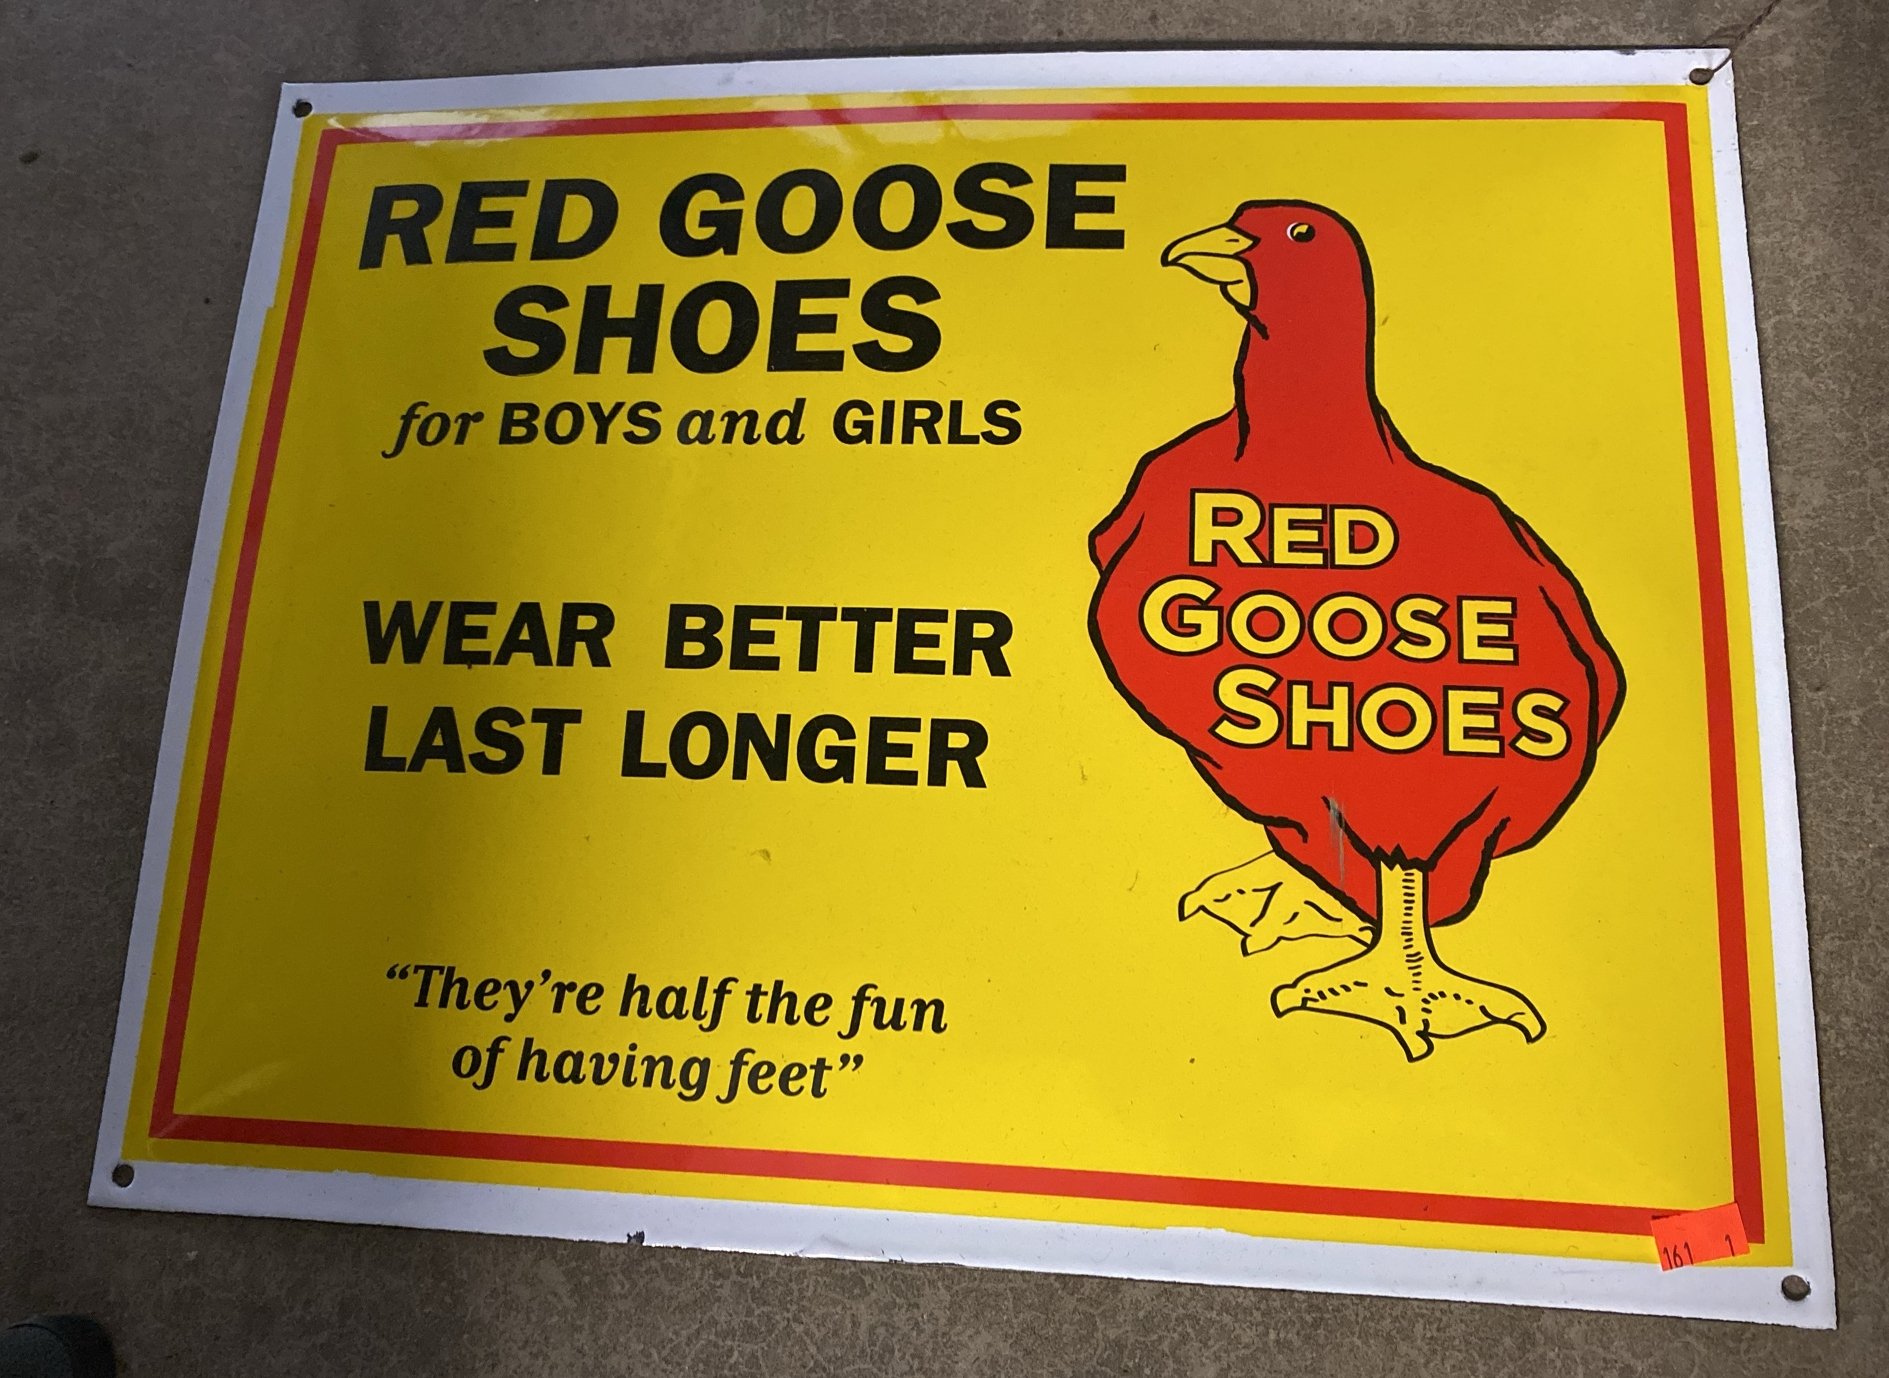 RED GOOSE
SHOES
for BOYS and GIRLS
WEAR BETTER
LAST LONGER
"They're half the fun
of having feet"
RED
GOOSE
SHOES
161 1